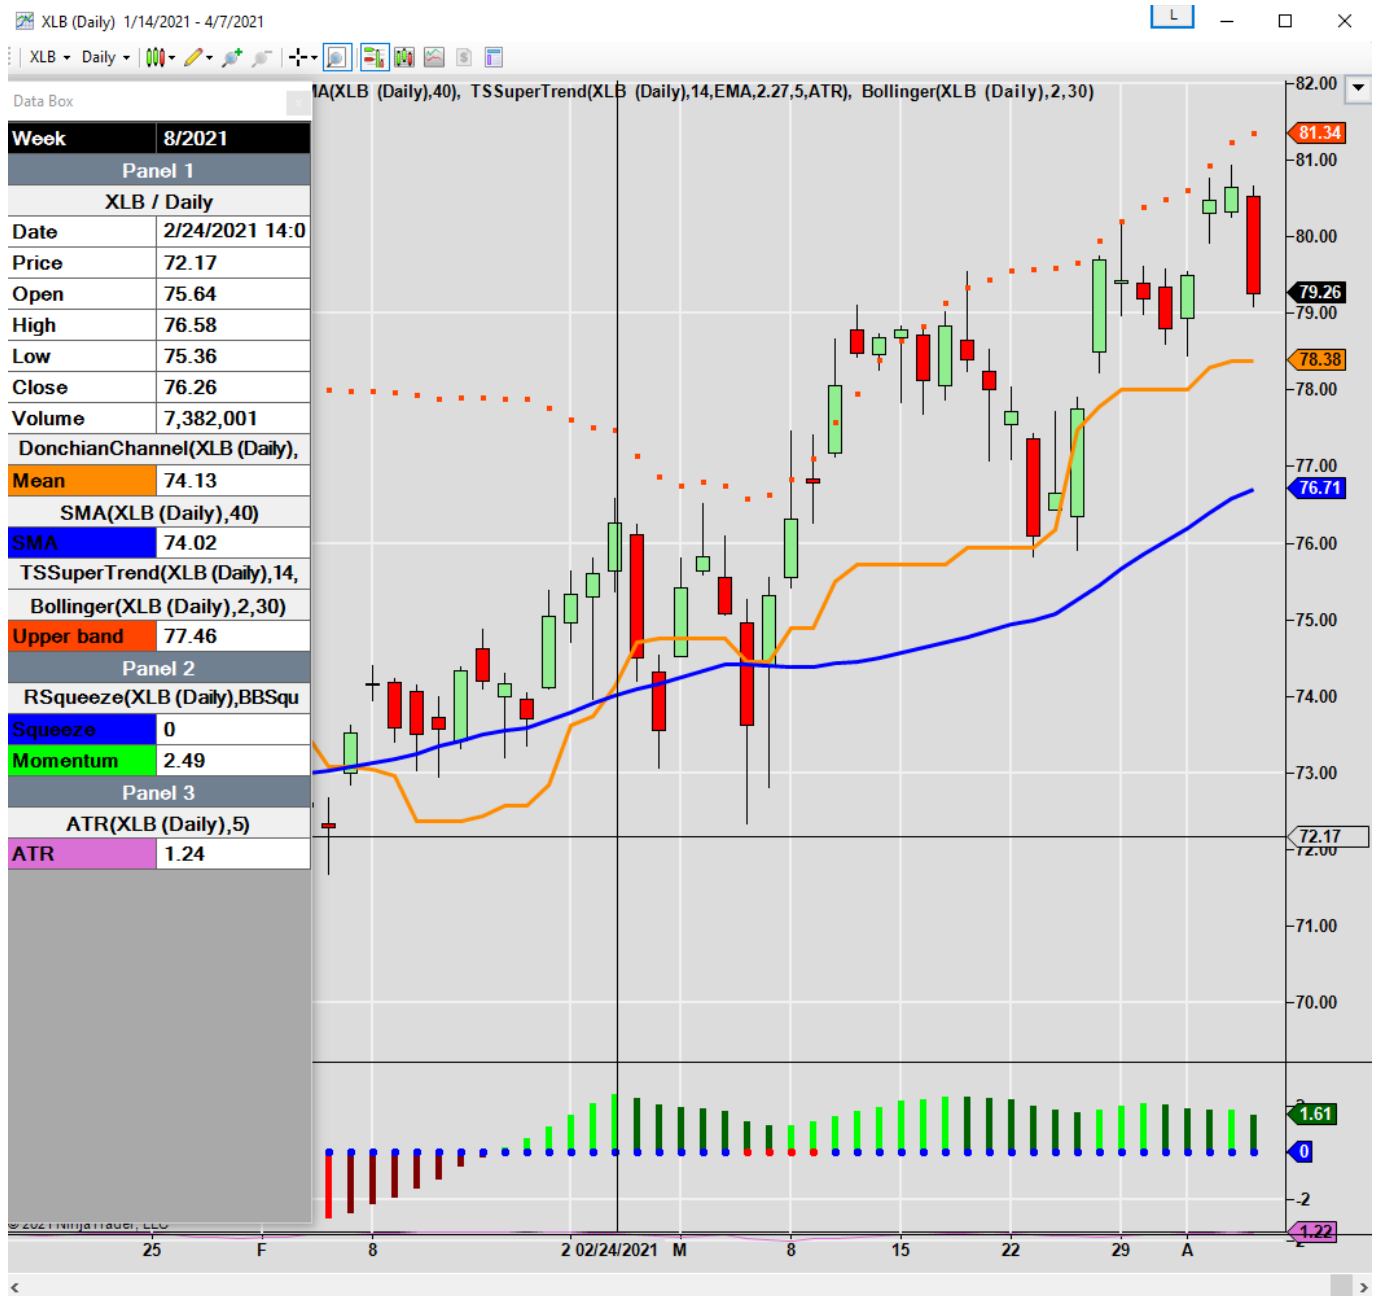 XLB (Daily) 1/14/2021 - 4/7/2021
L
XLB Daily
Data Box
(XLB (Daily),40), TSSuperTrend(XLB (Daily),14,EMA,2.27,5,ATR), Bollinger(XLB (Daily),2,30)
Week 8/2021
Panel 1
XLB / Daily
Date 2/24/2021 14:0
Price 72.17
Open 75.64
High 76.58
Low 75.36
Close 76.26
Volume 7,382,001
DonchianChannel(XLB (Daily),
Mean 74.13
SMA(XLB (Daily),40)
SMA 74.02
TSSuperTrend(XLB (Daily),14,
Bollinger(XLB (Daily),2,30)
Upper band 77.46
Panel 2
RSqueeze(XLB (Daily),BBSqu
Squeeze 0
Momentum 2.49
Panel 3
ATR(XLB (Daily),5)
ATR 1.24
82.00
81.34
81.00
80.00
79.26
79.00
78.38
78.00
77.00
76.71
76.00
75.00
74.00
73.00
72.17
72.00
71.00
70.00
1.61
0
-2
1.22
© 2021 NinjaTrader, LLC
25 F 8 2 02/24/2021 M 8 15 22 29 A